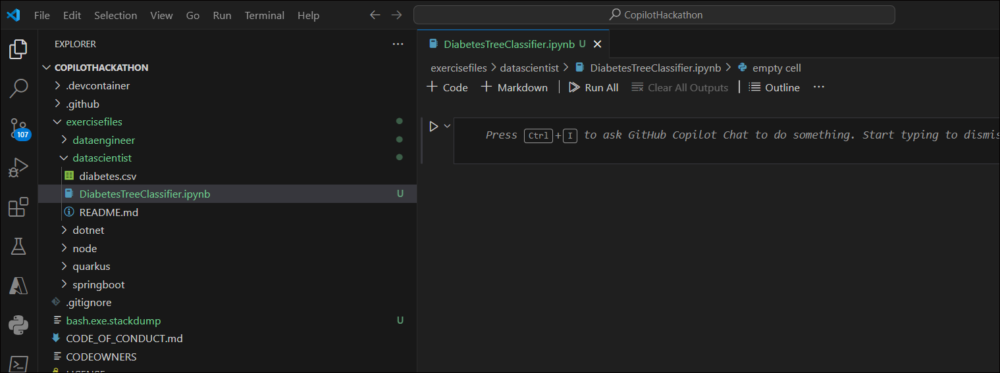 File Edit Selection View Go Run Terminal Help
CopilotHackathon
EXPLORER
COPILOTHACKATHON
.devcontainer
.github
exercisefiles
dataengineer
datascientist
diabetes.csv
DiabetesTreeClassifier.ipynb U
README.md
dotnet
node
quarkus
springboot
.gitignore
bash.exe.stackdump U
CODE_OF_CONDUCT.md
CODEOWNERS
107
DiabetesTreeClassifier.ipynb U
exercisefiles > datascientist > DiabetesTreeClassifier.ipynb > empty cell
+ Code + Markdown | Run All Clear All Outputs | Outline ...
Press Ctrl + I to ask GitHub Copilot Chat to do something. Start typing to dismis